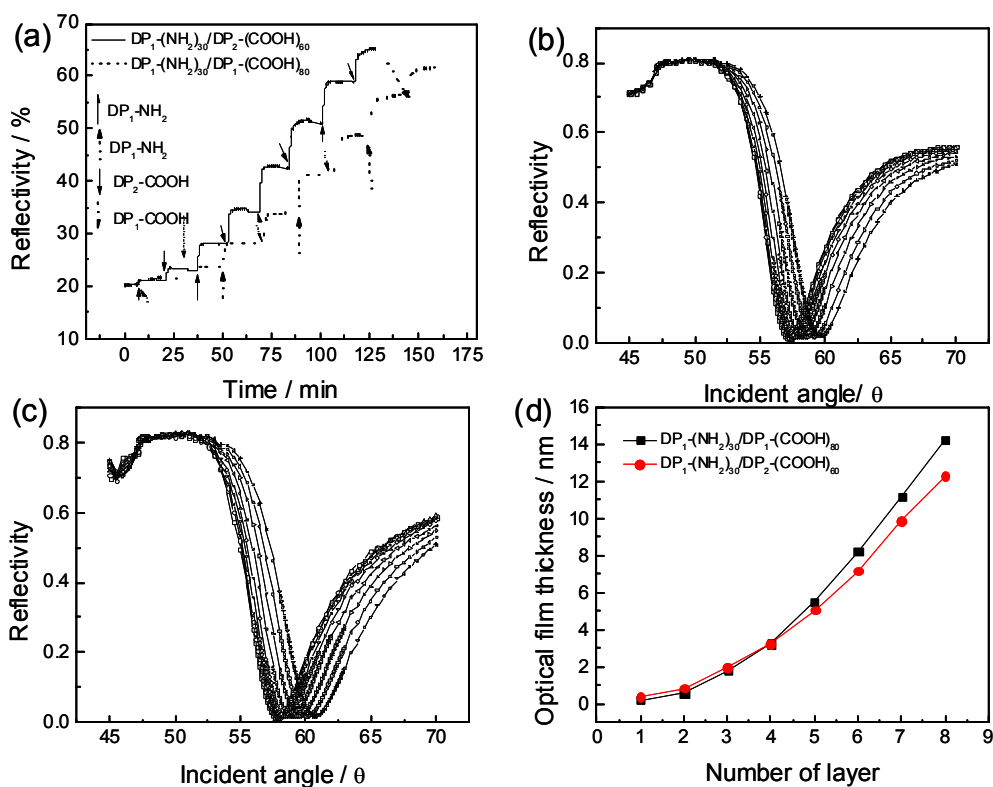 (a)
DP₁-(NH₂)₃₀/DP₂-(COOH)₆₀
DP₁-(NH₂)₃₀/DP₁-(COOH)₈₀
DP₁-NH₂
DP₁-NH₂
DP₂-COOH
DP₁-COOH
Reflectivity / %
70
60
50
40
30
20
10
0 25 50 75 100 125 150 175
Time / min
(b)
Reflectivity
0.8
0.6
0.4
0.2
0.0
45 50 55 60 65 70
Incident angle/ θ
(c)
Reflectivity
0.8
0.6
0.4
0.2
0.0
45 50 55 60 65 70
Incident angle / θ
(d)
DP₁-(NH₂)₃₀/DP₁-(COOH)₈₀
DP₁-(NH₂)₃₀/DP₂-(COOH)₆₀
Optical film thickness / nm
16
14
12
10
8
6
4
2
0
0 1 2 3 4 5 6 7 8 9
Number of layer